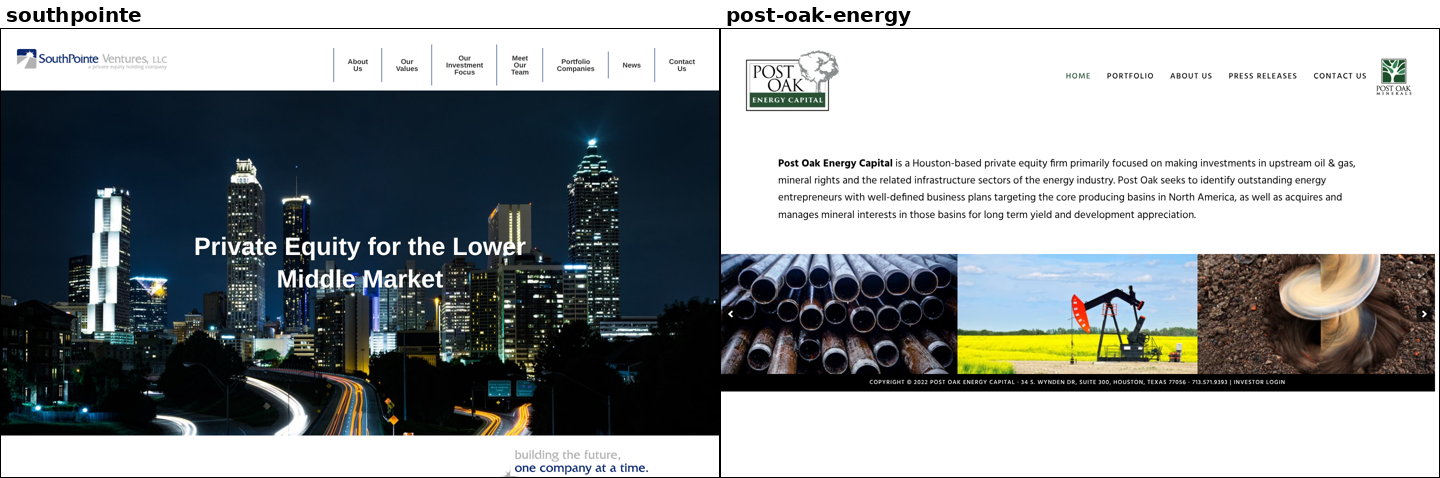 southpointe
SouthPointe Ventures, LLC
a private equity holding company
About
Us
Our
Values
Our
Investment
Focus
Meet
Our
Team
Portfolio
Companies
News
Contact
Us
Private Equity for the Lower
Middle Market
building the future,
one company at a time.
post-oak-energy
POST
OAK
ENERGY CAPITAL
HOME
PORTFOLIO
ABOUT US
PRESS RELEASES
CONTACT US
POST OAK
MINERALS
Post Oak Energy Capital is a Houston-based private equity firm primarily focused on making investments in upstream oil & gas,
mineral rights and the related infrastructure sectors of the energy industry. Post Oak seeks to identify outstanding energy
entrepreneurs with well-defined business plans targeting the core producing basins in North America, as well as acquires and
manages mineral interests in those basins for long term yield and development appreciation.
COPYRIGHT © 2022 POST OAK ENERGY CAPITAL · 34 S. WYNDEN DR, SUITE 300, HOUSTON, TEXAS 77056 · 713.571.9393 | INVESTOR LOGIN